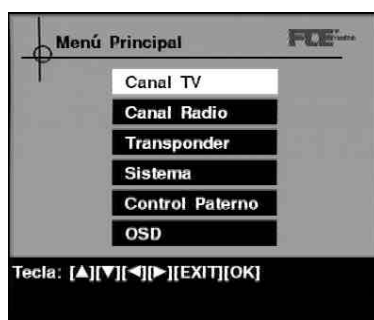 Menú Principal
Canal TV
Canal Radio
Transponder
Sistema
Control Paterno
OSD
Tecla: [▲][▼][◀][▶][EXIT][OK]